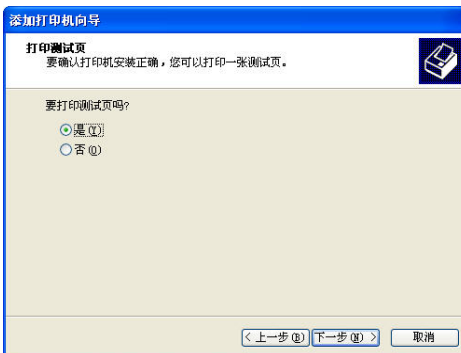 添加打印机向导
打印测试页
要确认打印机安装正确，您可以打印一张测试页。
要打印测试页吗?
是(Y)
否(O)
< 上一步(B) 下一步(N) > 取消